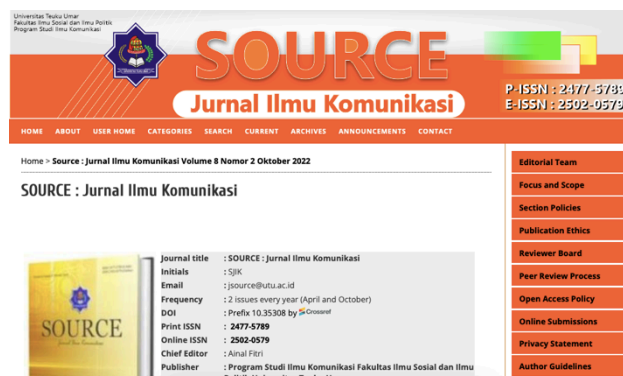 Universitas Teuku Umar
Fakultas Ilmu Sosial dan Ilmu Politik
Program Studi Ilmu Komunikasi
SOURCE
Jurnal Ilmu Komunikasi
P-ISSN : 2477-5789
E-ISSN : 2502-0579
HOME ABOUT USER HOME CATEGORIES SEARCH CURRENT ARCHIVES ANNOUNCEMENTS CONTACT
Home > Source : Jurnal Ilmu Komunikasi Volume 8 Nomor 2 Oktober 2022
SOURCE : Jurnal Ilmu Komunikasi
SOURCE
Jurnal Ilmu Komunikasi
Journal title : SOURCE : Jurnal Ilmu Komunikasi
Initials : SJIK
Email : jsource@utu.ac.id
Frequency : 2 issues every year (April and October)
DOI : Prefix 10.35308 by Crossref
Print ISSN : 2477-5789
Online ISSN : 2502-0579
Chief Editor : Ainal Fitri
Publisher : Program Studi Ilmu Komunikasi Fakultas Ilmu Sosial dan Ilmu
Editorial Team
Focus and Scope
Section Policies
Publication Ethics
Reviewer Board
Peer Review Process
Open Access Policy
Online Submissions
Privacy Statement
Author Guidelines